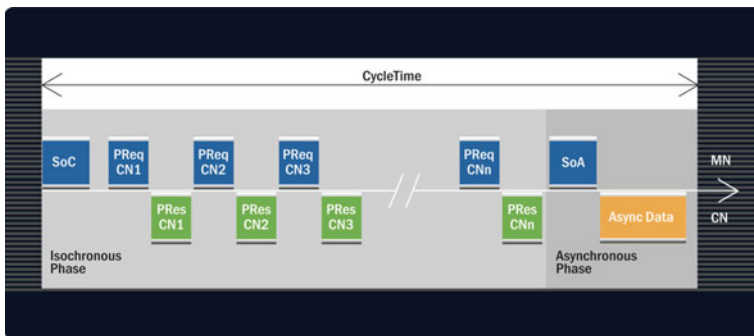 CycleTime
SoC
PReq
CN1
PReq
CN2
PReq
CN3
PReq
CNn
SoA
MN
PRes
CN1
PRes
CN2
PRes
CN3
PRes
CNn
Async Data
CN
Isochronous
Phase
Asynchronous
Phase